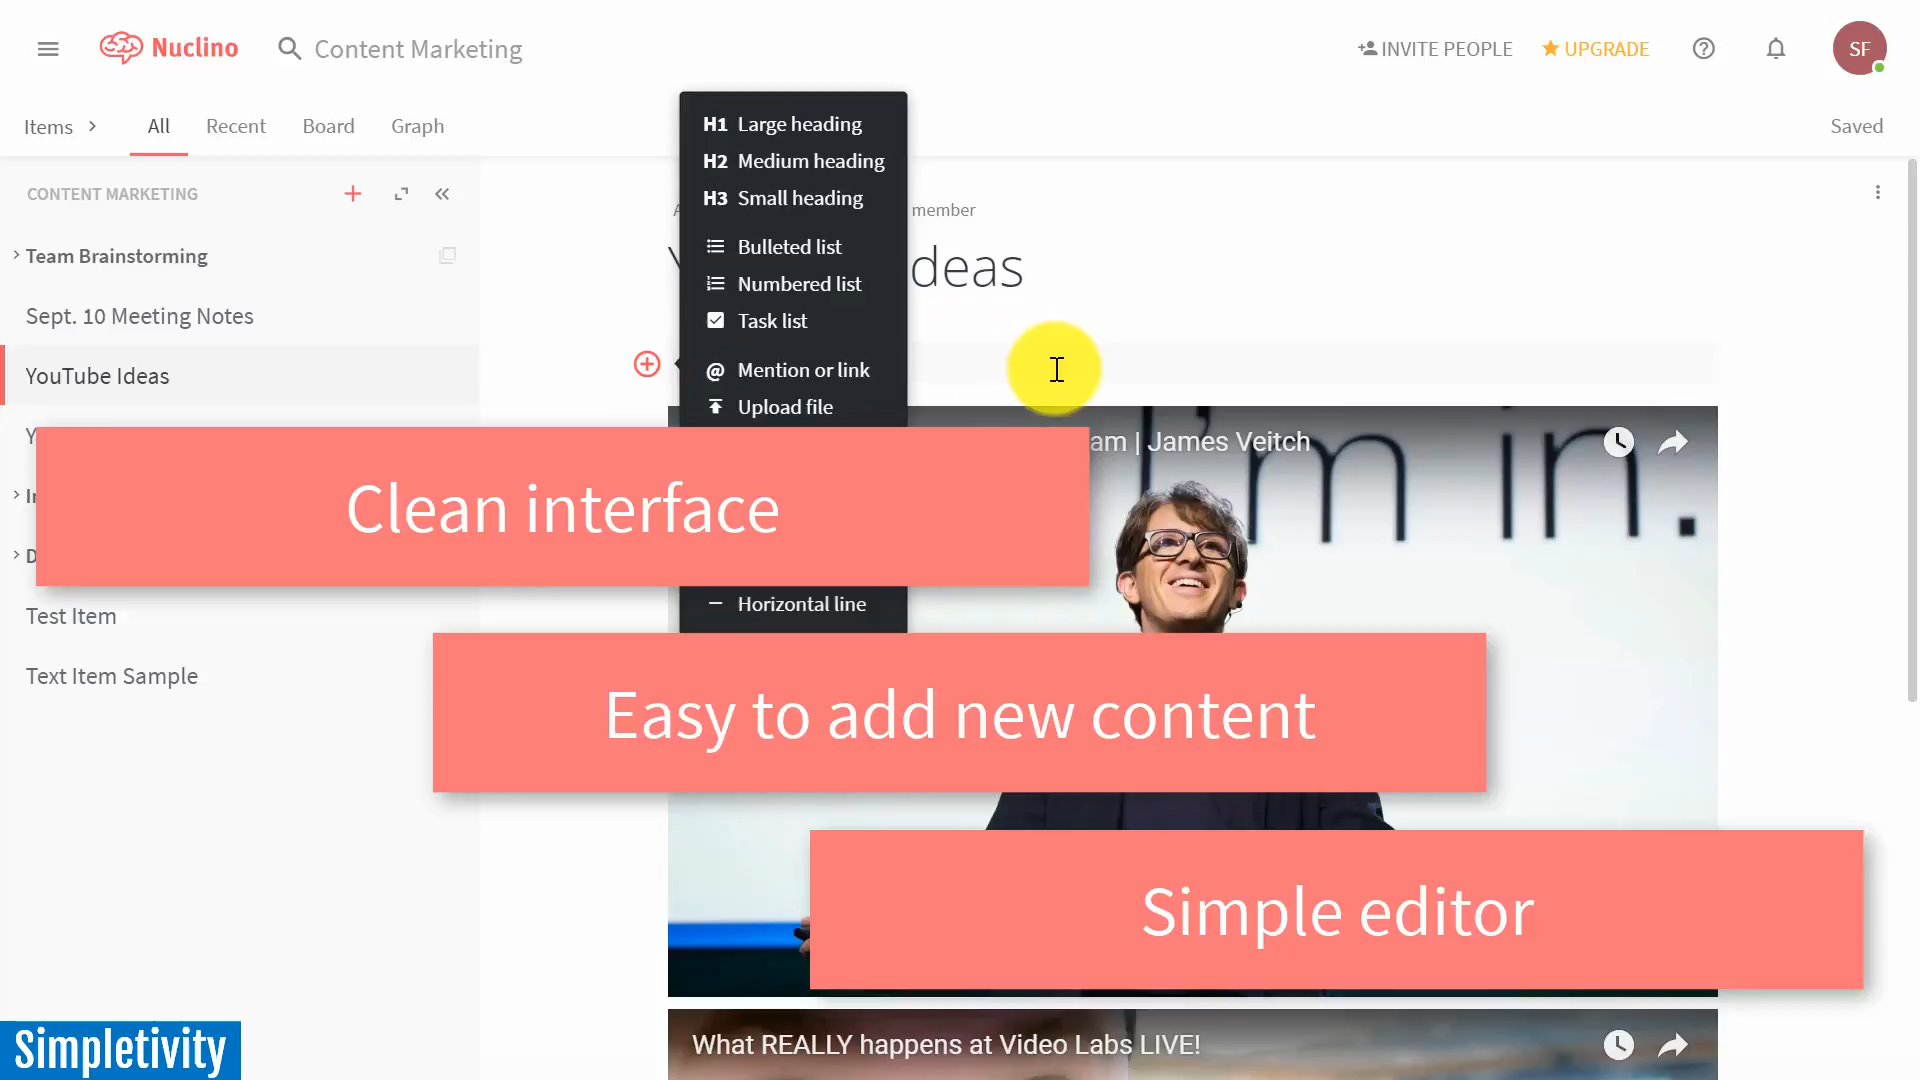 Nuclino
Content Marketing
INVITE PEOPLE
UPGRADE
SF
Items
All
Recent
Board
Graph
Saved
CONTENT MARKETING
Team Brainstorming
Sept. 10 Meeting Notes
YouTube Ideas
Test Item
Text Item Sample
H1 Large heading
H2 Medium heading
H3 Small heading
Bulleted list
Numbered list
Task list
@ Mention or link
Upload file
Horizontal line
member
deas
am | James Veitch
I'm in.
Clean interface
Easy to add new content
Simple editor
What REALLY happens at Video Labs LIVE!
Simpletivity